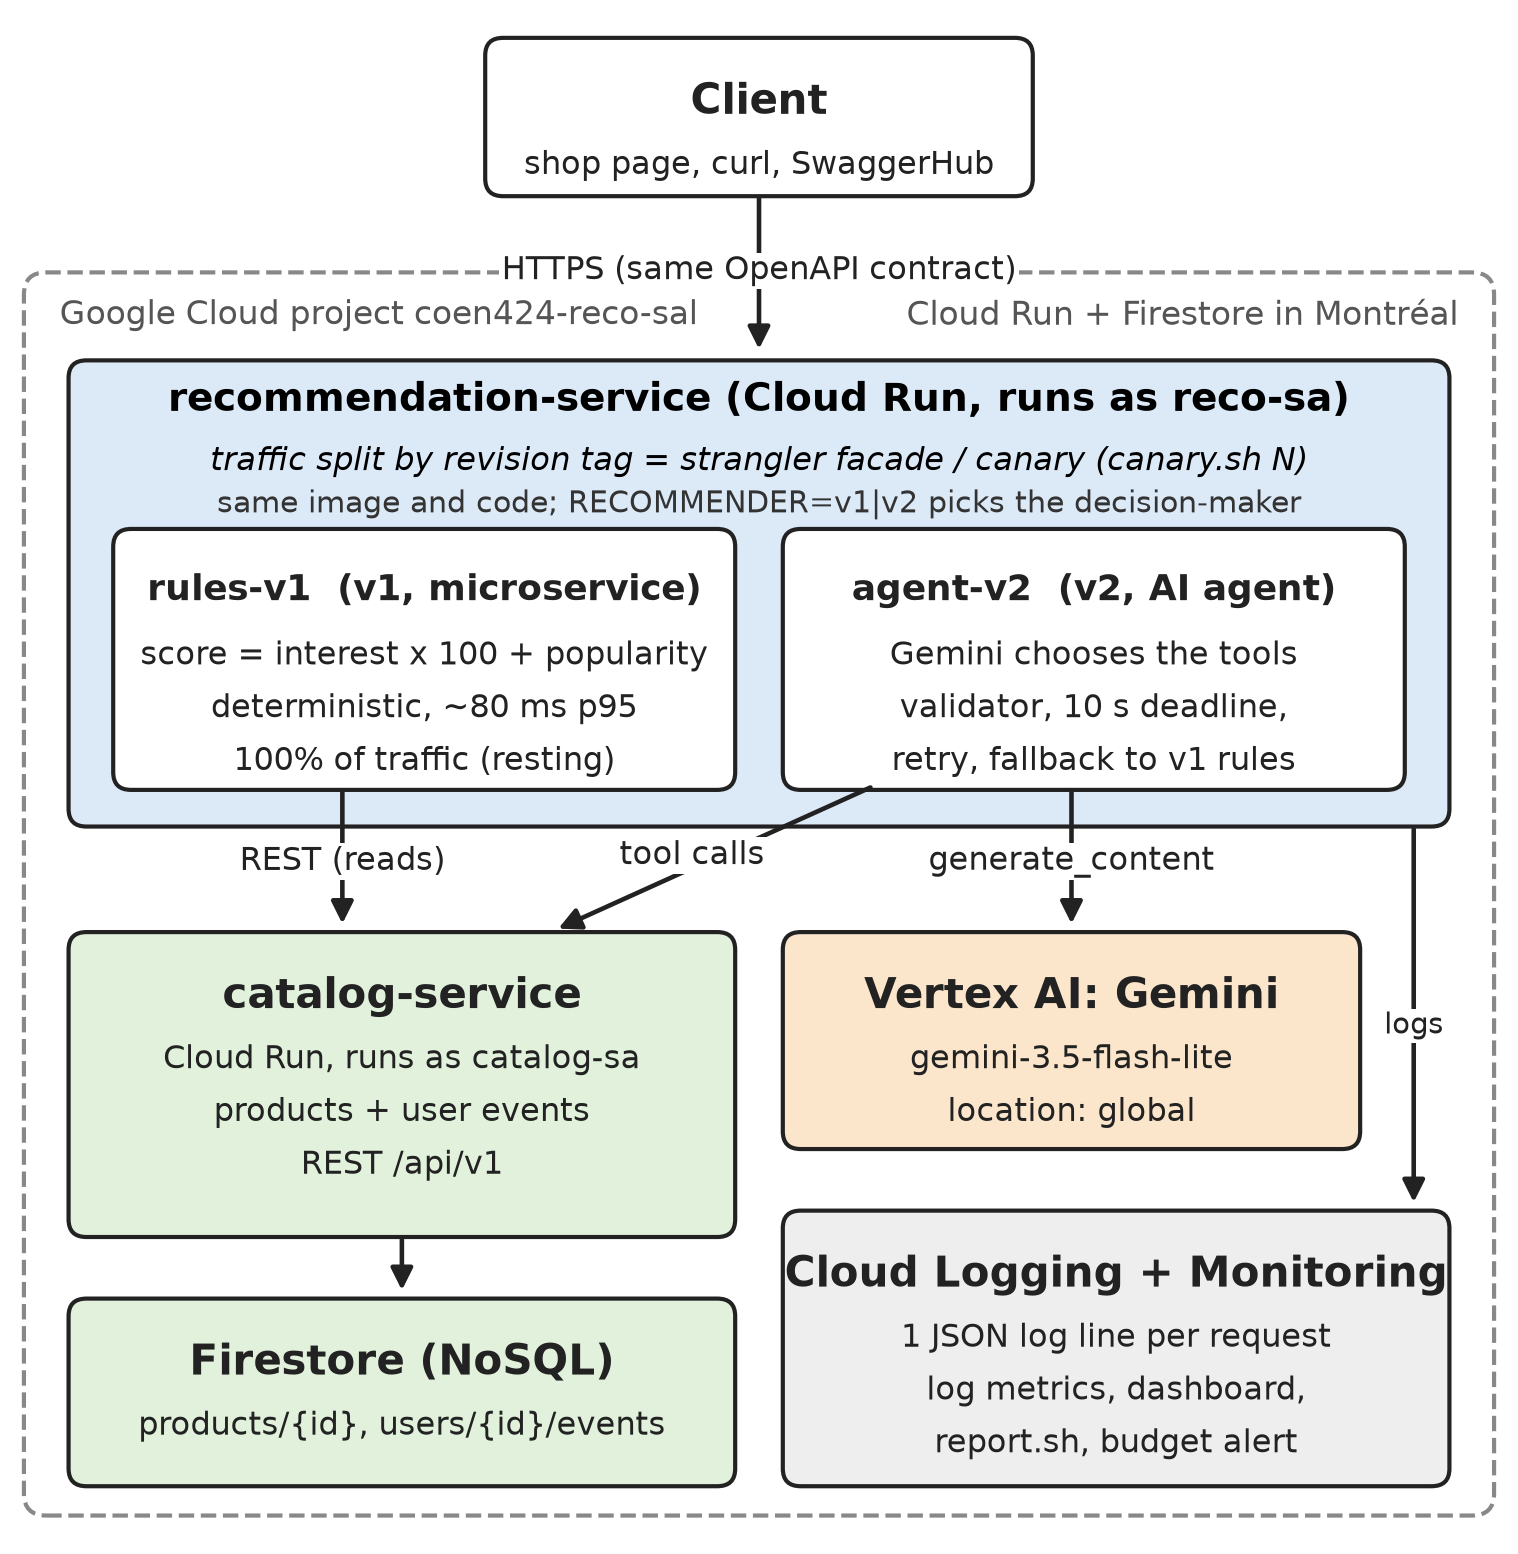 Client
shop page, curl, SwaggerHub
HTTPS (same OpenAPI contract)
Google Cloud project coen424-reco-sal
Cloud Run + Firestore in Montréal
recommendation-service (Cloud Run, runs as reco-sa)
traffic split by revision tag = strangler facade / canary (canary.sh N)
same image and code; RECOMMENDER=v1|v2 picks the decision-maker
rules-v1  (v1, microservice)
score = interest x 100 + popularity
deterministic, ~80 ms p95
100% of traffic (resting)
agent-v2  (v2, AI agent)
Gemini chooses the tools
validator, 10 s deadline,
retry, fallback to v1 rules
REST (reads)
tool calls
generate_content
logs
catalog-service
Cloud Run, runs as catalog-sa
products + user events
REST /api/v1
Vertex AI: Gemini
gemini-3.5-flash-lite
location: global
Firestore (NoSQL)
products/{id}, users/{id}/events
Cloud Logging + Monitoring
1 JSON log line per request
log metrics, dashboard,
report.sh, budget alert